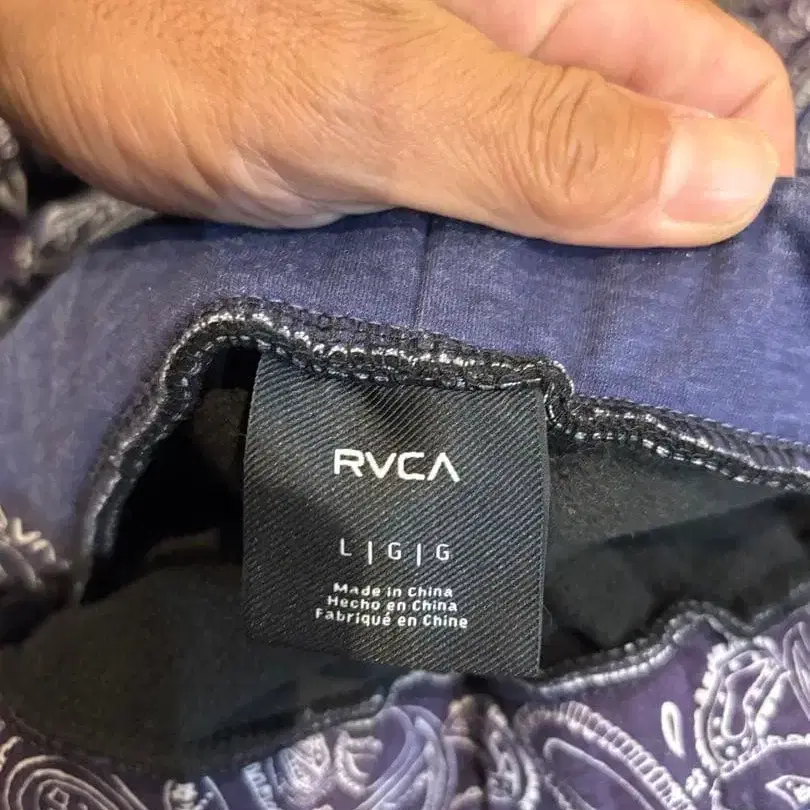 RVCA
L | G | G
Made in China
Hecho en China
Fabriqué en Chine